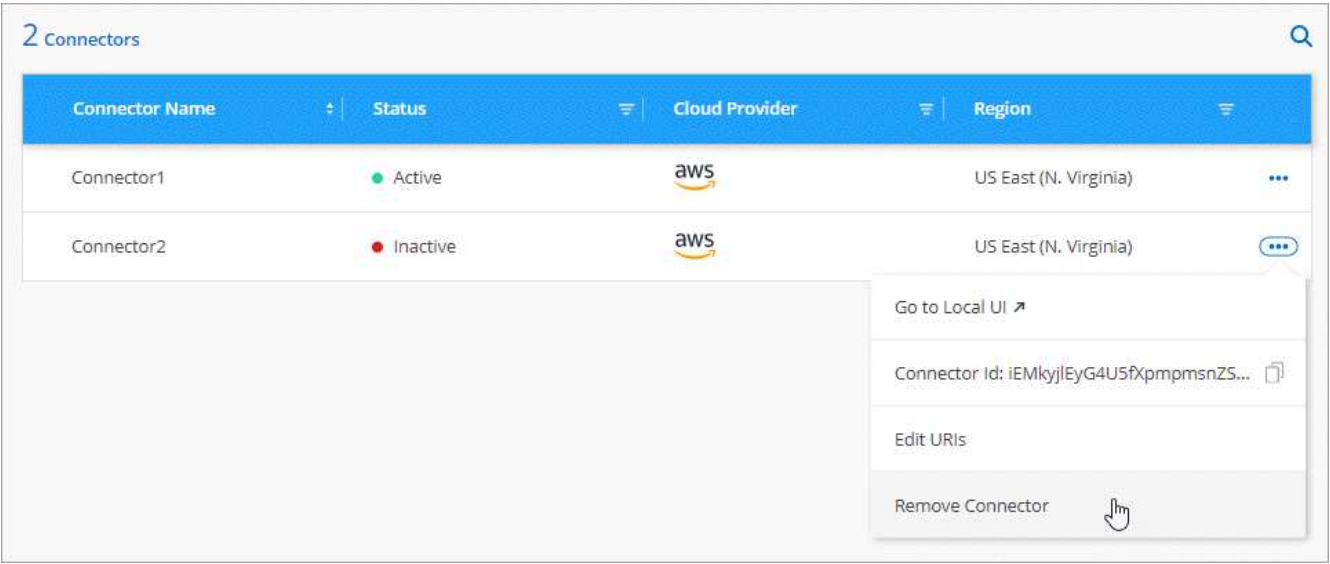 2 Connectors
Connector Name Status Cloud Provider Region
Connector1 Active aws US East (N. Virginia)
Connector2 Inactive aws US East (N. Virginia)
Go to Local UI
Connector Id: iEMkyjlEyG4U5fXpmpmsnZS...
Edit URIs
Remove Connector